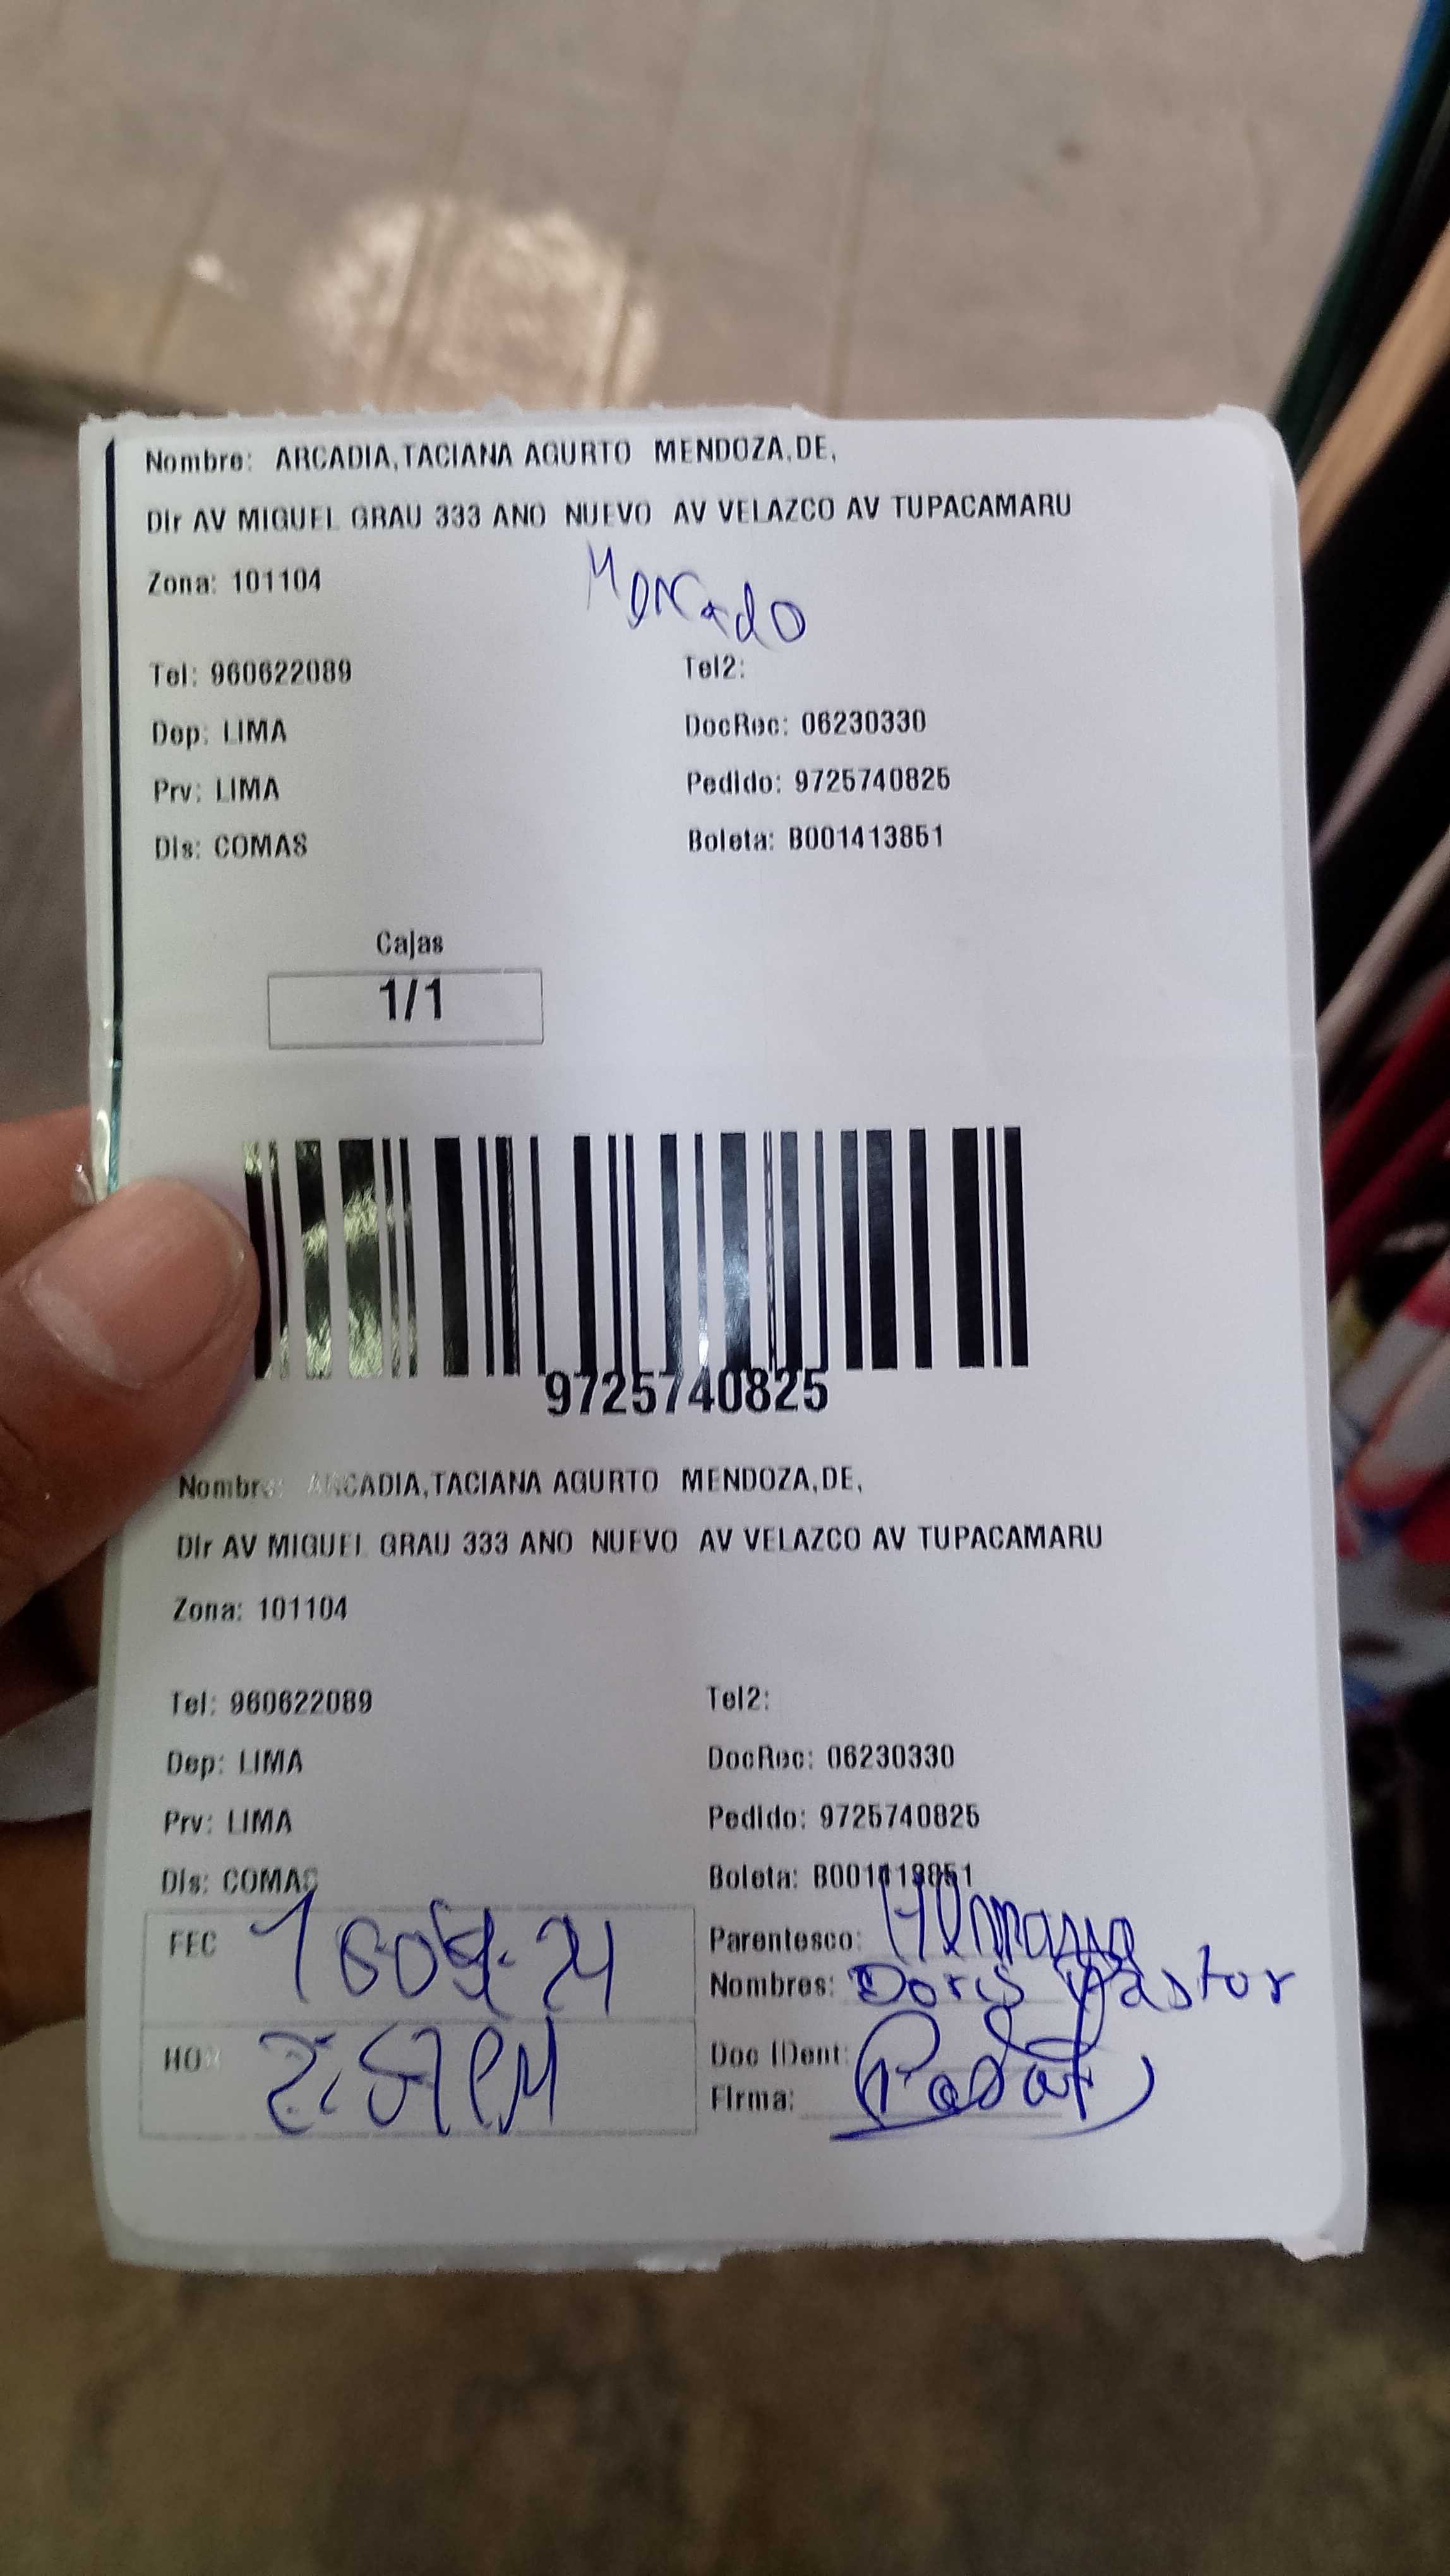 Nombre: ARCADIA,TACIANA AGURTO MENDOZA,DE,
Dir AV MIGUEL GRAU 333 ANO NUEVO AV VELAZCO AV TUPACAMARU
Zona: 101104
Mercado
Tel: 960622089 Tel2:
Dep: LIMA DocRec: 06230330
Prv: LIMA Pedido: 9725740825
Dis: COMAS Boleta: B001413851
Cajas
1/1
9725740825
Nombre: ARCADIA,TACIANA AGURTO MENDOZA,DE,
Dir AV MIGUEL GRAU 333 ANO NUEVO AV VELAZCO AV TUPACAMARU
Zona: 101104
Tel: 960622089 Tel2:
Dep: LIMA DocRec: 06230330
Prv: LIMA Pedido: 9725740825
Dis: COMAS Boleta: B001413851
FEC Parentesco: Hermana
Nombres: Doris Pastor
HOR Doc IDent:
Firma: